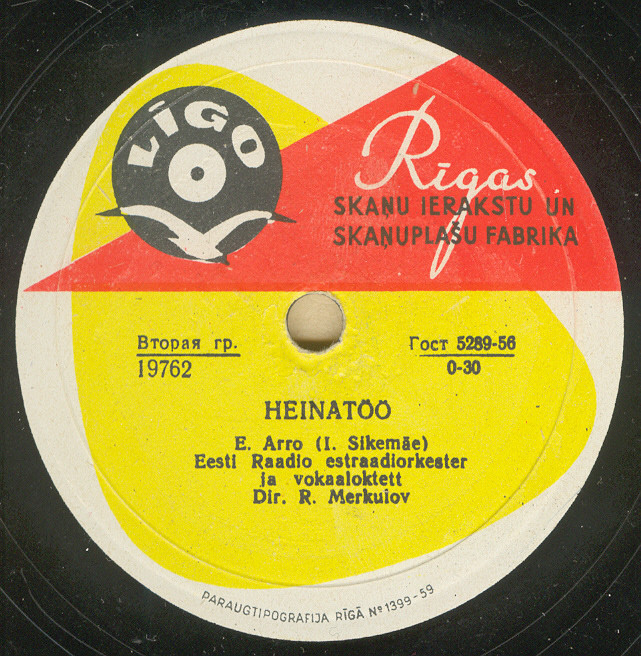 LĪGO
Rīgas
SKAŅU IERAKSTU UN
SKAŅUPLAŠU FABRIKA
Вторая гр.
19762
Гост 5289-56
0-30
HEINATÖÖ
E. Arro (I. Sikemäe)
Eesti Raadio estraadiorkester
ja vokaaloktett
Dir. R. Merkulov
PARAUGTIPOGRAFIJA RĪGĀ Nº 1399-59